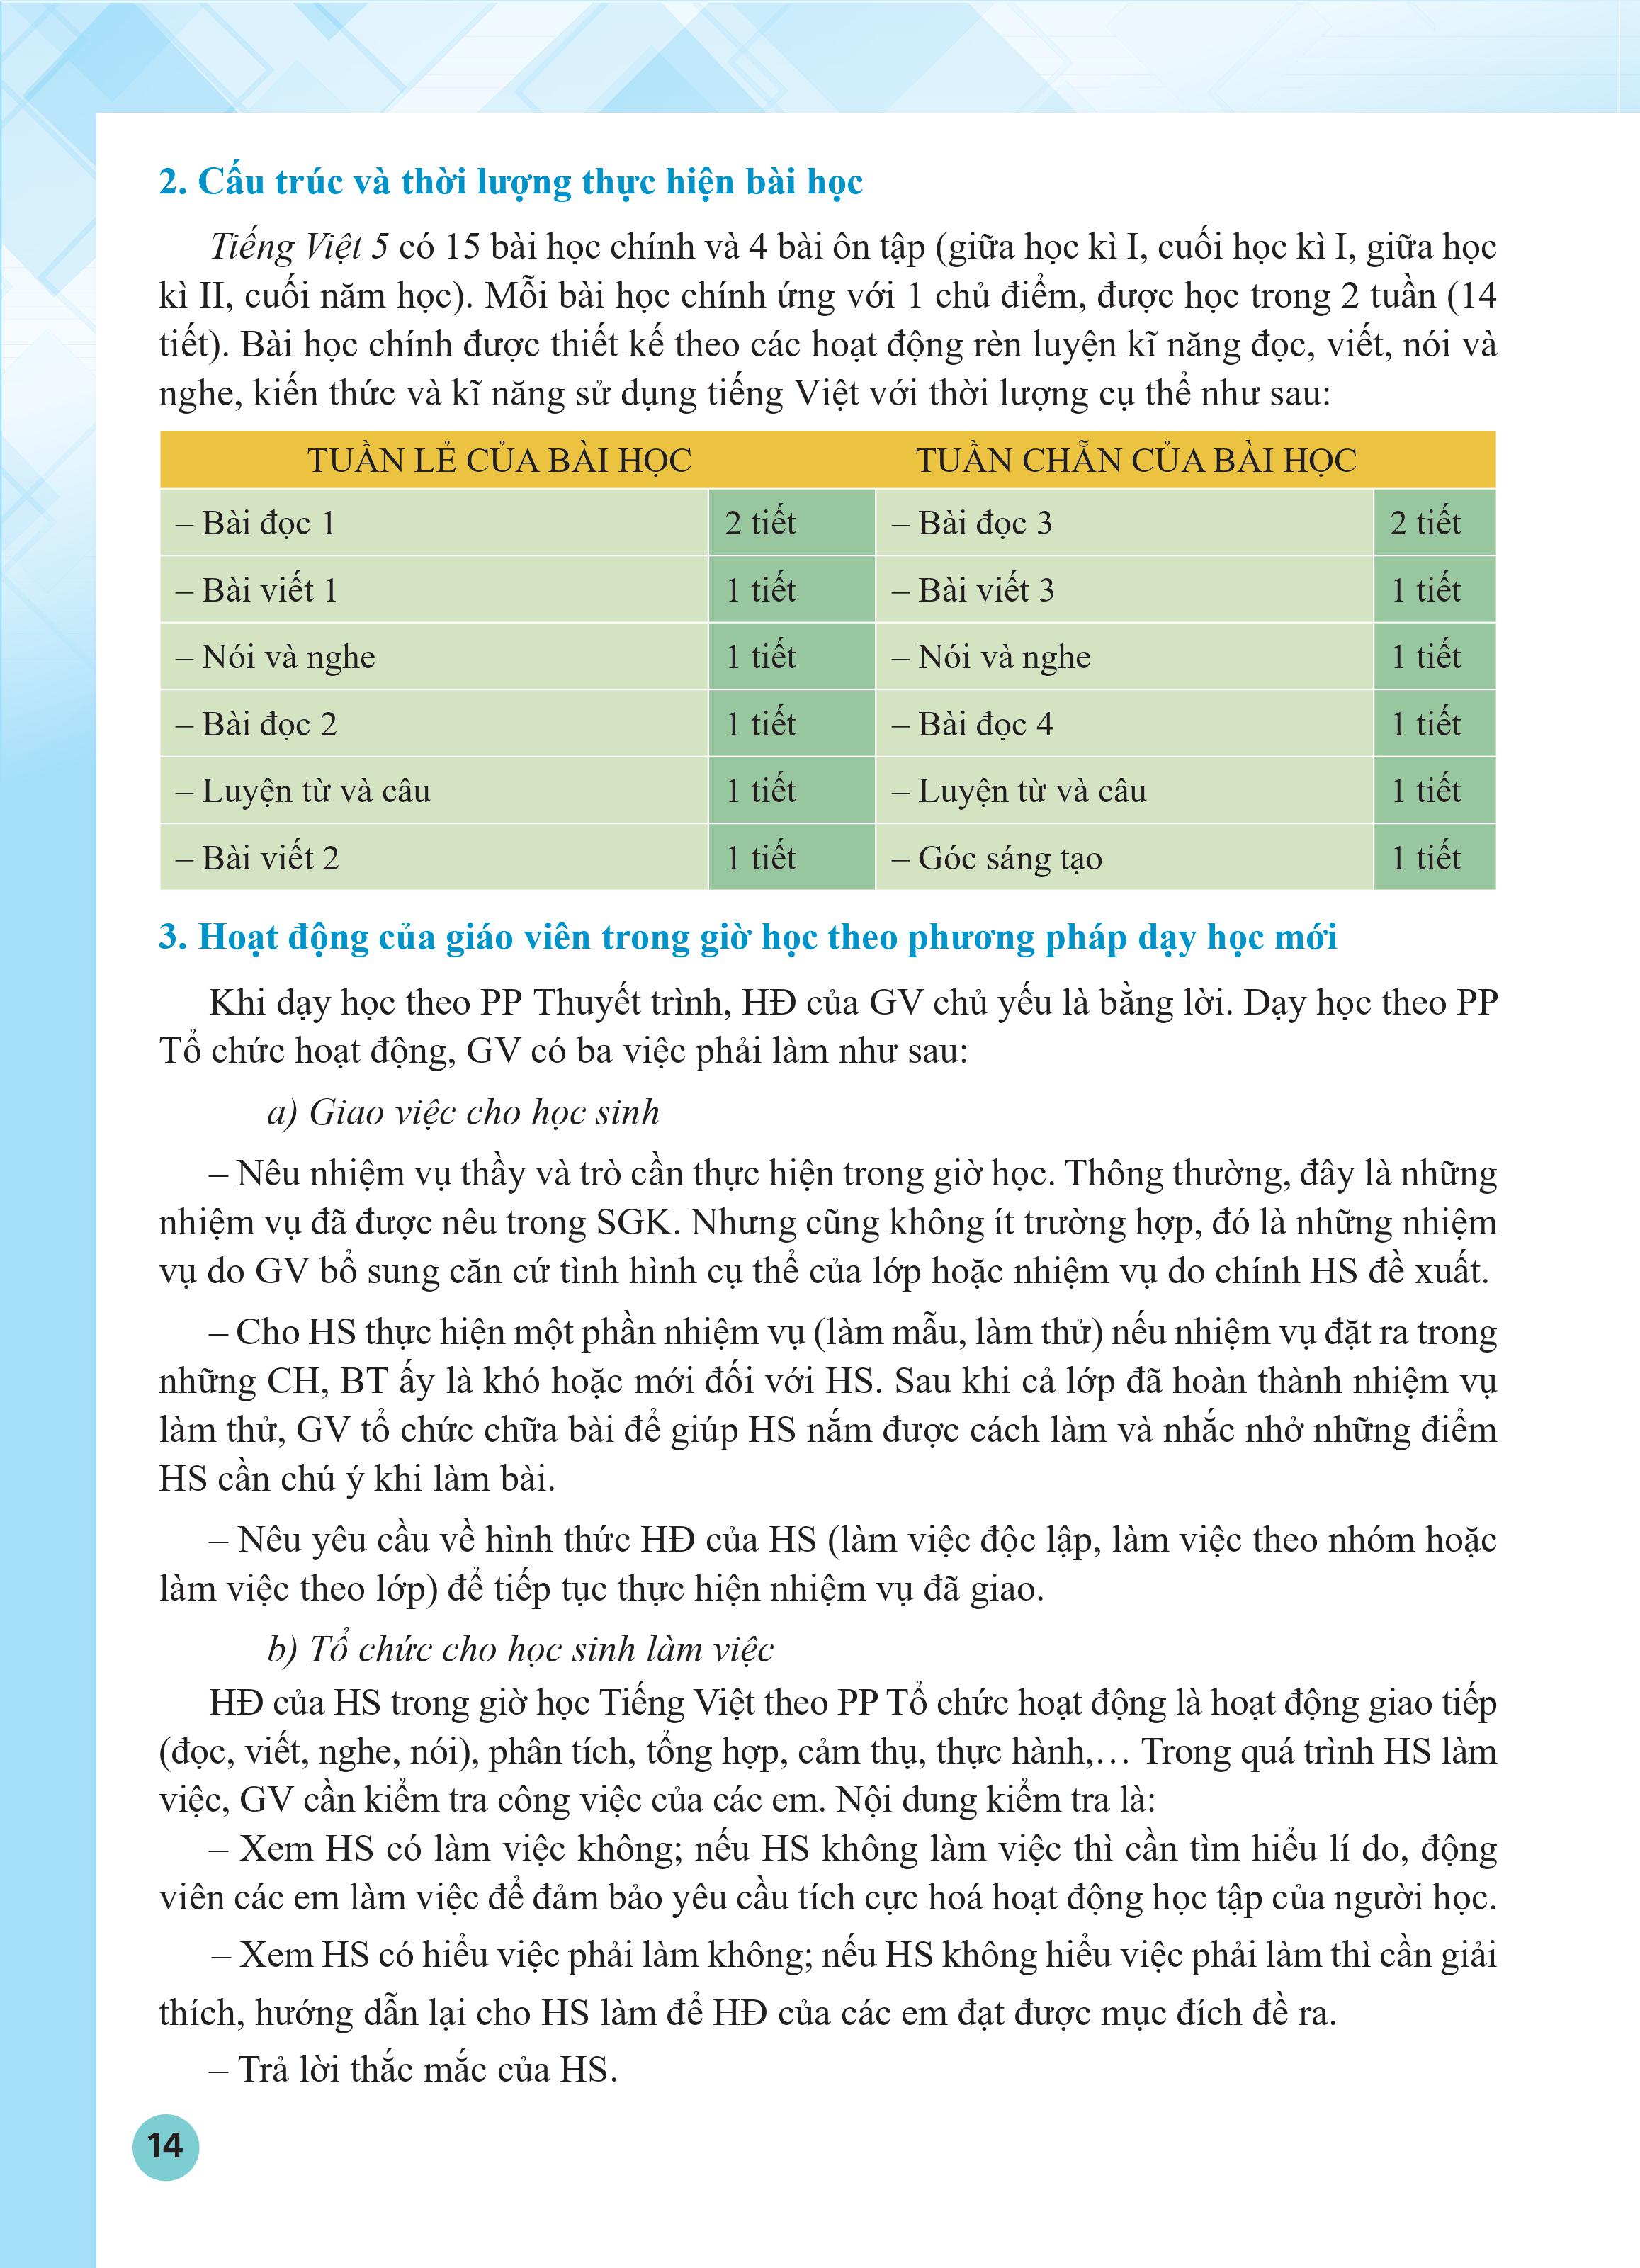 2. Cấu trúc và thời lượng thực hiện bài học
Tiếng Việt 5 có 15 bài học chính và 4 bài ôn tập (giữa học kì I, cuối học kì I, giữa học
kì II, cuối năm học). Mỗi bài học chính ứng với 1 chủ điểm, được học trong 2 tuần (14
tiết). Bài học chính được thiết kế theo các hoạt động rèn luyện kĩ năng đọc, viết, nói và
nghe, kiến thức và kĩ năng sử dụng tiếng Việt với thời lượng cụ thể như sau:
TUẦN LẺ CỦA BÀI HỌC TUẦN CHẴN CỦA BÀI HỌC
– Bài đọc 1 2 tiết – Bài đọc 3 2 tiết
– Bài viết 1 1 tiết – Bài viết 3 1 tiết
– Nói và nghe 1 tiết – Nói và nghe 1 tiết
– Bài đọc 2 1 tiết – Bài đọc 4 1 tiết
– Luyện từ và câu 1 tiết – Luyện từ và câu 1 tiết
– Bài viết 2 1 tiết – Góc sáng tạo 1 tiết
3. Hoạt động của giáo viên trong giờ học theo phương pháp dạy học mới
Khi dạy học theo PP Thuyết trình, HĐ của GV chủ yếu là bằng lời. Dạy học theo PP
Tổ chức hoạt động, GV có ba việc phải làm như sau:
a) Giao việc cho học sinh
– Nêu nhiệm vụ thầy và trò cần thực hiện trong giờ học. Thông thường, đây là những
nhiệm vụ đã được nêu trong SGK. Nhưng cũng không ít trường hợp, đó là những nhiệm
vụ do GV bổ sung căn cứ tình hình cụ thể của lớp hoặc nhiệm vụ do chính HS đề xuất.
– Cho HS thực hiện một phần nhiệm vụ (làm mẫu, làm thử) nếu nhiệm vụ đặt ra trong
những CH, BT ấy là khó hoặc mới đối với HS. Sau khi cả lớp đã hoàn thành nhiệm vụ
làm thử, GV tổ chức chữa bài để giúp HS nắm được cách làm và nhắc nhở những điểm
HS cần chú ý khi làm bài.
– Nêu yêu cầu về hình thức HĐ của HS (làm việc độc lập, làm việc theo nhóm hoặc
làm việc theo lớp) để tiếp tục thực hiện nhiệm vụ đã giao.
b) Tổ chức cho học sinh làm việc
HĐ của HS trong giờ học Tiếng Việt theo PP Tổ chức hoạt động là hoạt động giao tiếp
(đọc, viết, nghe, nói), phân tích, tổng hợp, cảm thụ, thực hành,… Trong quá trình HS làm
việc, GV cần kiểm tra công việc của các em. Nội dung kiểm tra là:
– Xem HS có làm việc không; nếu HS không làm việc thì cần tìm hiểu lí do, động
viên các em làm việc để đảm bảo yêu cầu tích cực hoá hoạt động học tập của người học.
– Xem HS có hiểu việc phải làm không; nếu HS không hiểu việc phải làm thì cần giải
thích, hướng dẫn lại cho HS làm để HĐ của các em đạt được mục đích đề ra.
– Trả lời thắc mắc của HS.
14